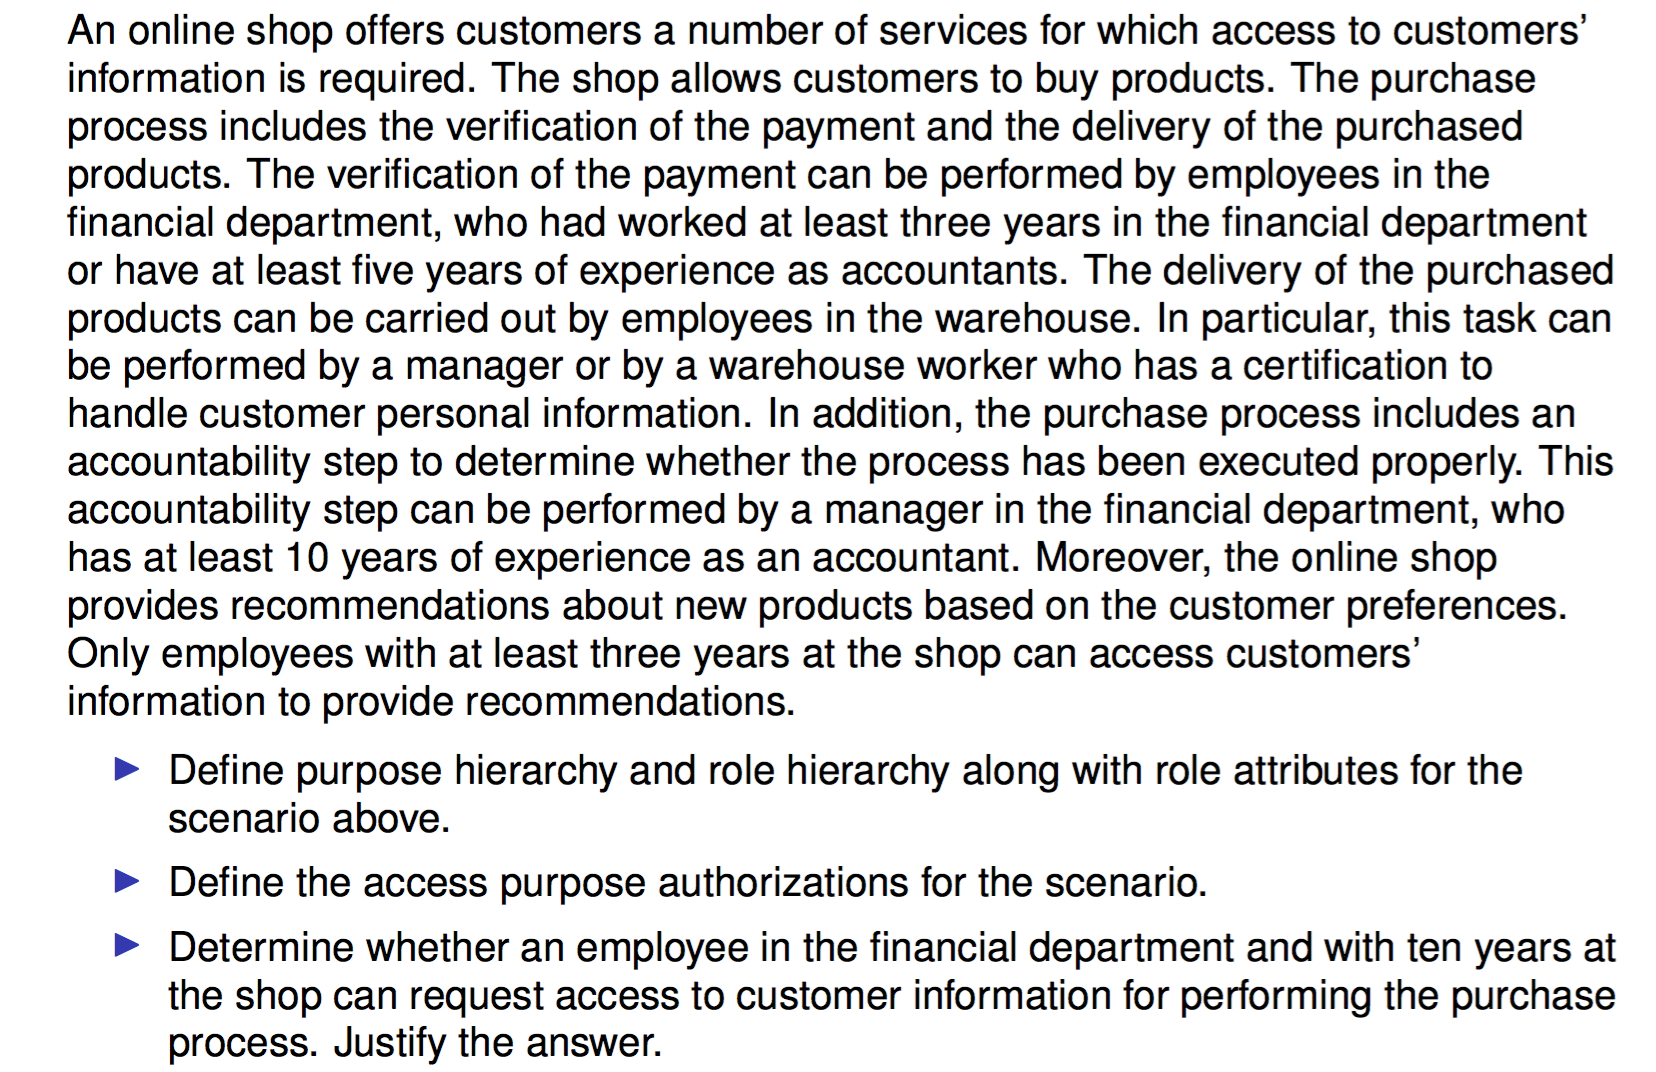 An online shop offers customers a number of services for which access to customers’
information is required. The shop allows customers to buy products. The purchase
process includes the verification of the payment and the delivery of the purchased
products. The verification of the payment can be performed by employees in the
financial department, who had worked at least three years in the financial department
or have at least five years of experience as accountants. The delivery of the purchased
products can be carried out by employees in the warehouse. In particular, this task can
be performed by a manager or by a warehouse worker who has a certification to
handle customer personal information. In addition, the purchase process includes an
accountability step to determine whether the process has been executed properly. This
accountability step can be performed by a manager in the financial department, who
has at least 10 years of experience as an accountant. Moreover, the online shop
provides recommendations about new products based on the customer preferences.
Only employees with at least three years at the shop can access customers’
information to provide recommendations.
Define purpose hierarchy and role hierarchy along with role attributes for the
scenario above.
Define the access purpose authorizations for the scenario.
Determine whether an employee in the financial department and with ten years at
the shop can request access to customer information for performing the purchase
process. Justify the answer.